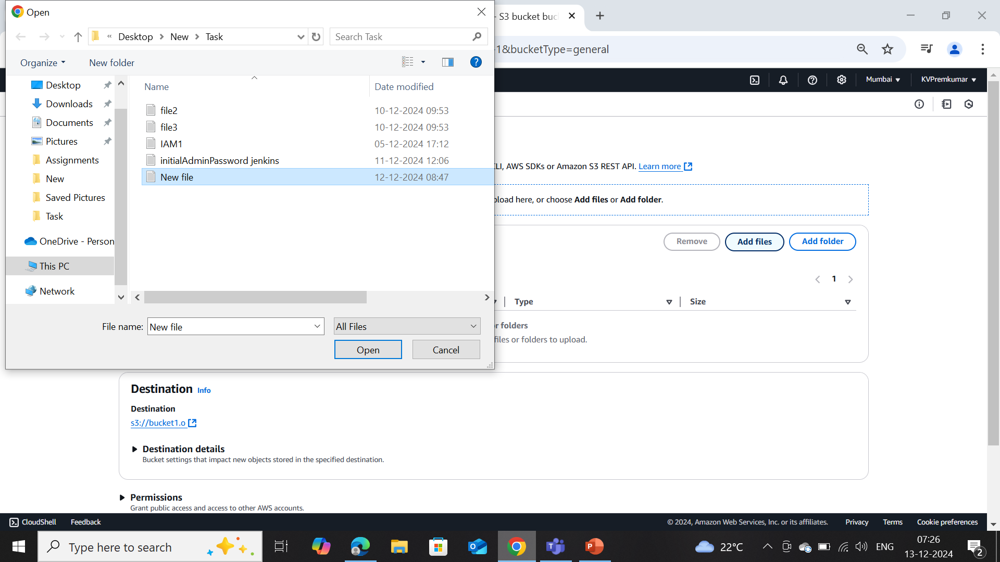 Open
S3 bucket
Desktop
New
Task
Search Task
1&bucketType=general
Organize
New folder
Mumbai
KVPremkumar
Desktop
Downloads
Documents
Pictures
Assignments
New
Saved Pictures
Task
OneDrive - Person
This PC
Network
Name Date modified
file2 10-12-2024 09:53
file3 10-12-2024 09:53
IAM1 05-12-2024 17:12
initialAdminPassword jenkins 11-12-2024 12:06
New file 12-12-2024 08:47
File name: New file All Files
Open Cancel
AWS SDKs or Amazon S3 REST API. Learn more
here, or choose Add files or Add folder.
Remove Add files Add folder
1
Type Size
folders
files or folders to upload.
Destination Info
Destination
s3://bucket1.o
Destination details
Bucket settings that impact new objects stored in the specified destination.
Permissions
Grant public access and access to other AWS accounts.
CloudShell Feedback © 2024, Amazon Web Services, Inc. or its affiliates. Privacy Terms Cookie preferences
Type here to search
22°C
ENG
07:26
13-12-2024
2